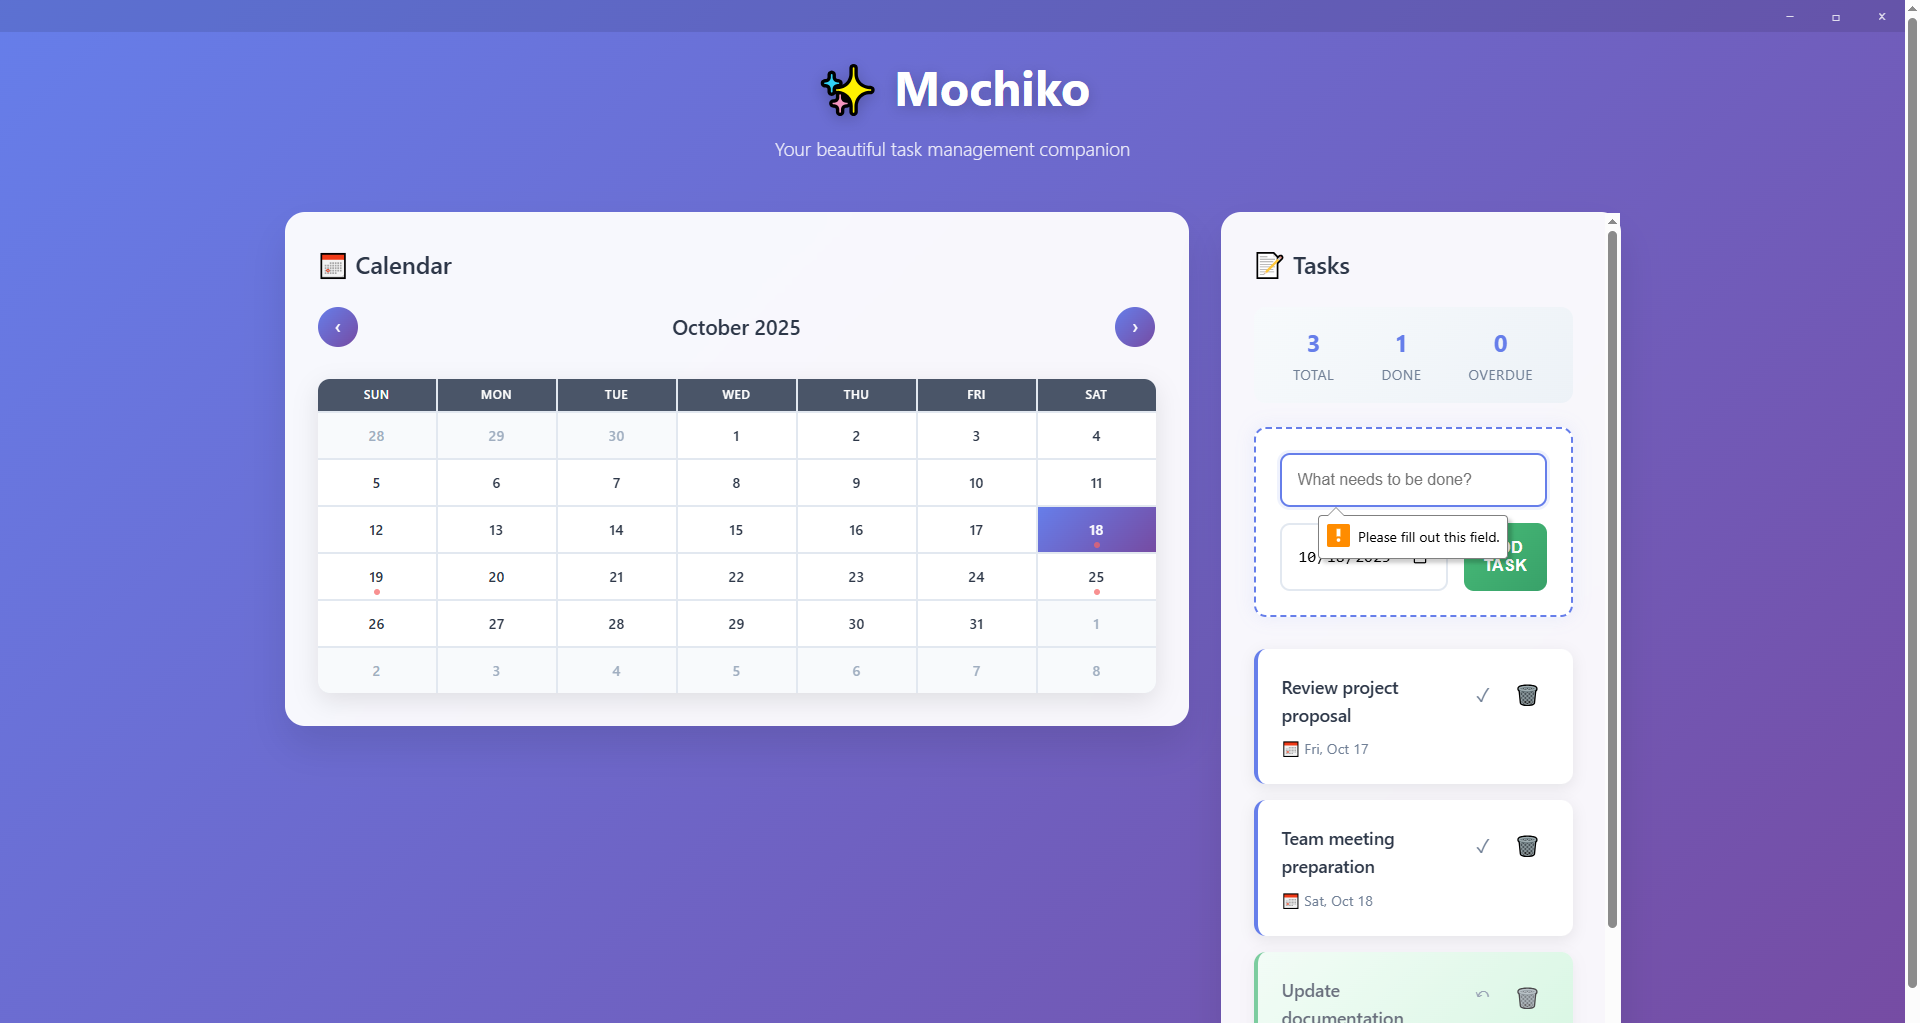 Mochiko
Your beautiful task management companion
Calendar
‹
October 2025
›
SUN MON TUE WED THU FRI SAT
28 29 30 1 2 3 4
5 6 7 8 9 10 11
12 13 14 15 16 17 18
19 20 21 22 23 24 25
26 27 28 29 30 31 1
2 3 4 5 6 7 8
Tasks
3 1 0
TOTAL DONE OVERDUE
What needs to be done?
Please fill out this field.
TASK
Review project
proposal
Fri, Oct 17
Team meeting
preparation
Sat, Oct 18
Update
documentation